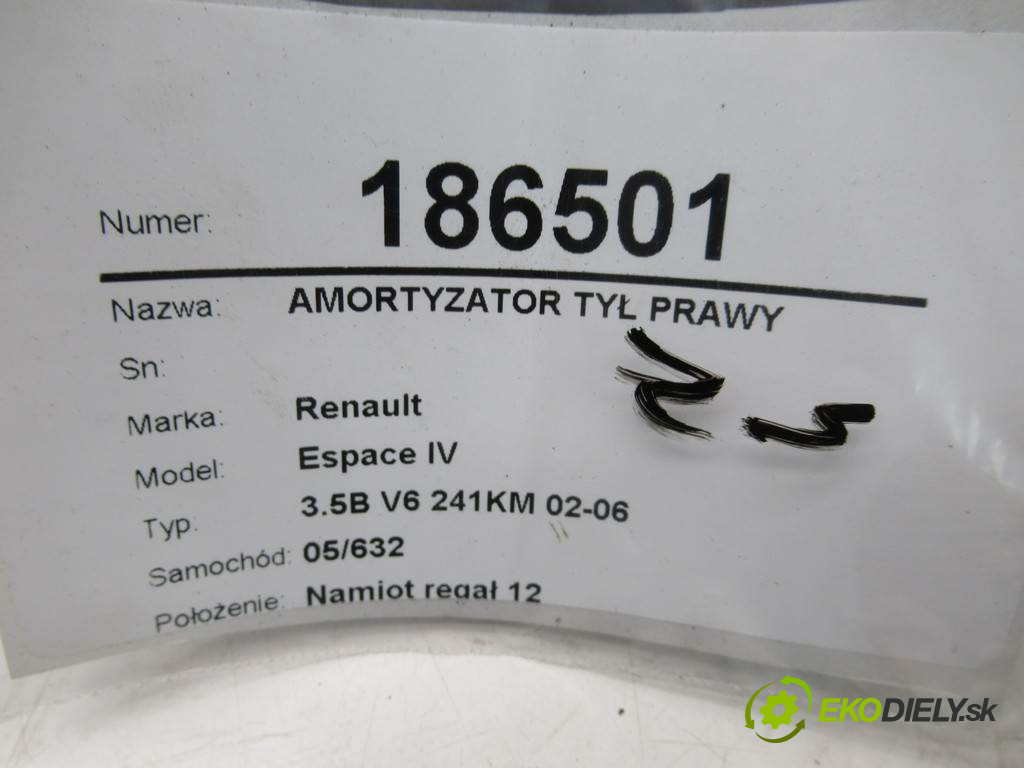 Numer: 186501
Nazwa: AMORTYZATOR TYŁ PRAWY
Sn:
Marka: Renault
Model: Espace IV
Typ: 3.5B V6 241KM 02-06
Samochód: 05/632
Położenie: Namiot regał 12
EKODIELY.sk